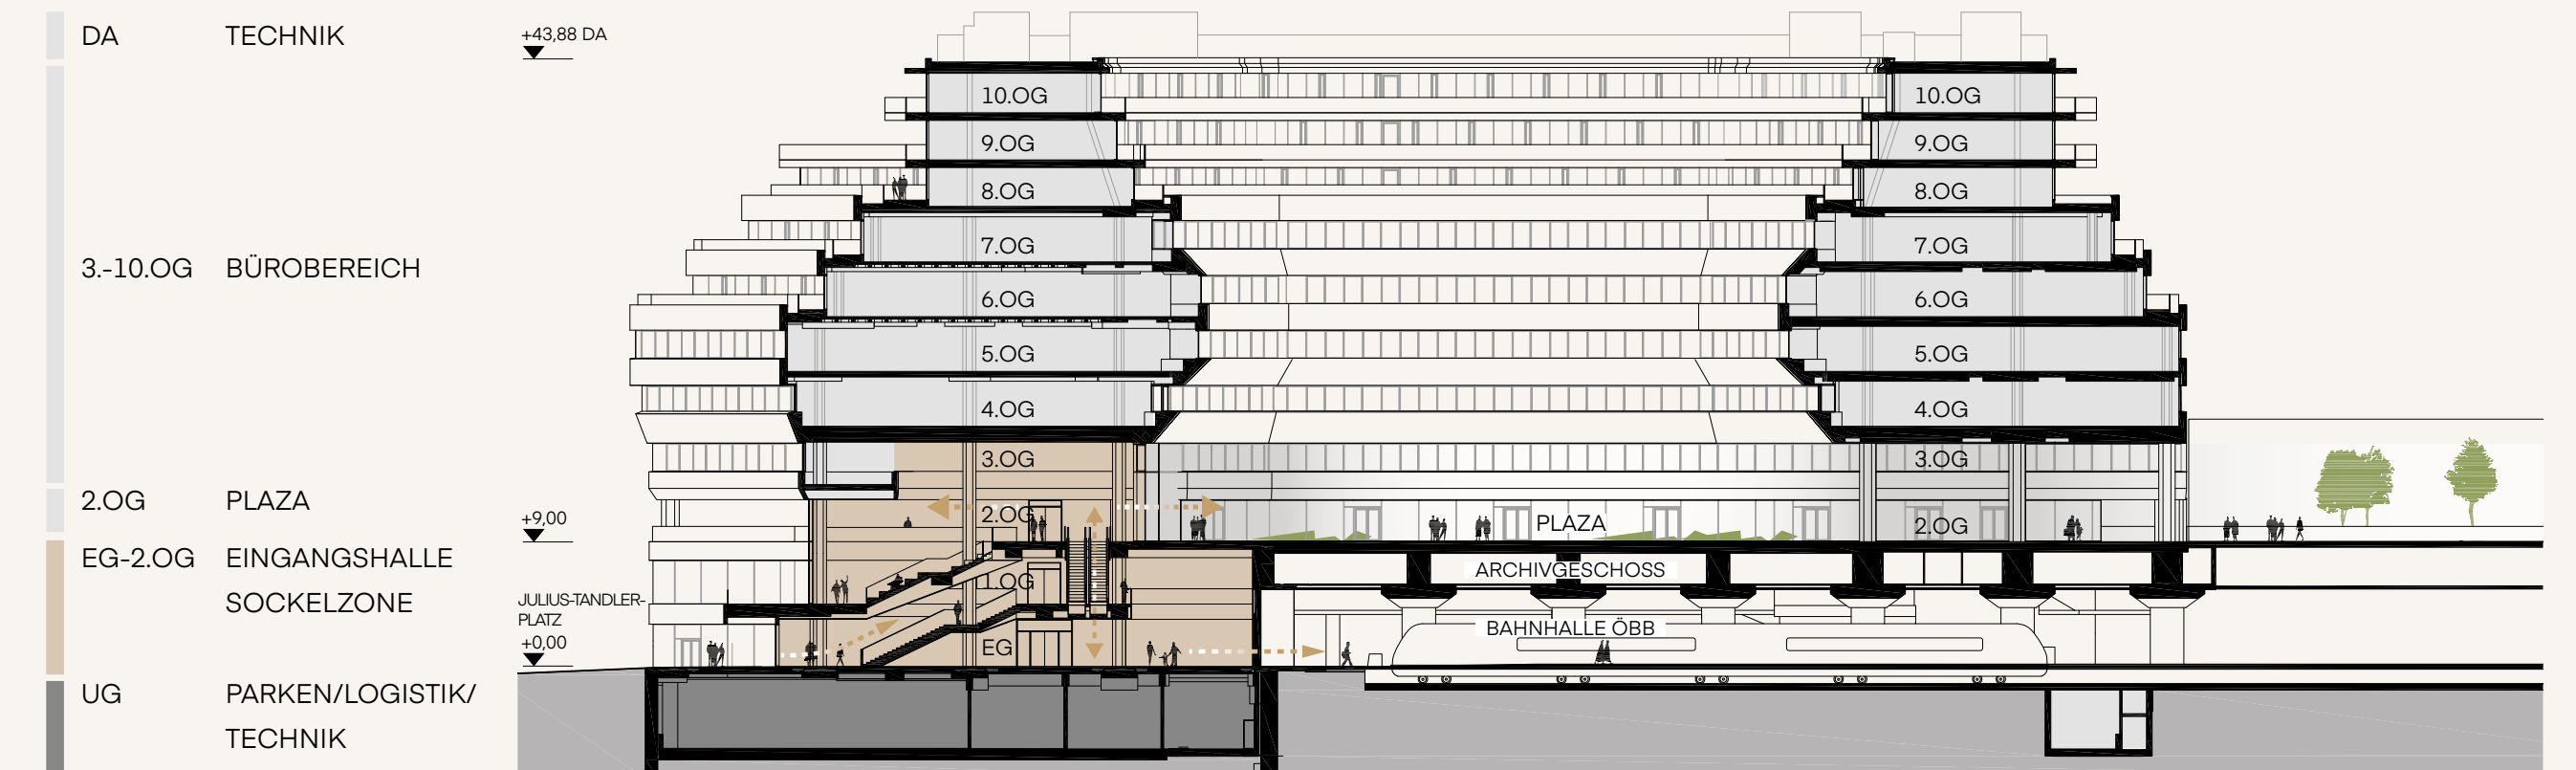 DA TECHNIK
3.-10.OG BÜROBEREICH
2.OG PLAZA
EG-2.OG EINGANGSHALLE
SOCKELZONE
UG PARKEN/LOGISTIK/
TECHNIK
+43,88 DA
+9,00
JULIUS-TANDLER-
PLATZ
+0,00
10.OG
9.OG
8.OG
7.OG
6.OG
5.OG
4.OG
3.OG
2.OG
1.OG
EG
10.OG
9.OG
8.OG
7.OG
6.OG
5.OG
4.OG
3.OG
2.OG
PLAZA
ARCHIVGESCHOSS
BAHNHALLE ÖBB